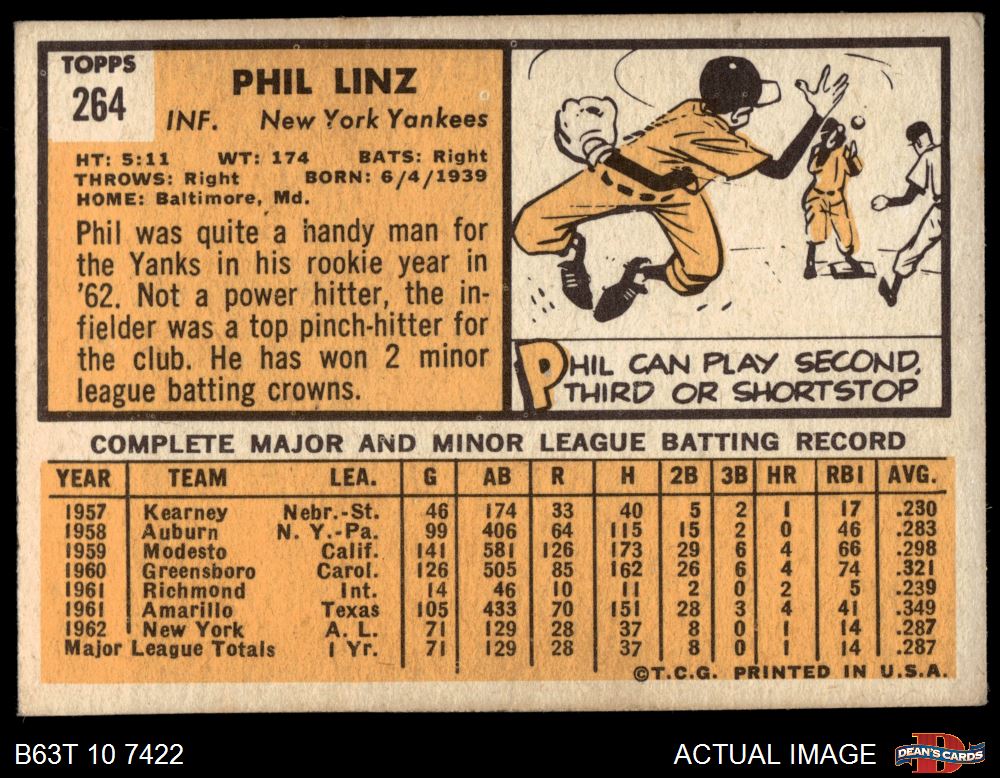 TOPPS
264
PHIL LINZ
INF. New York Yankees
HT: 5:11 WT: 174 BATS: Right
THROWS: Right BORN: 6/4/1939
HOME: Baltimore, Md.
Phil was quite a handy man for
the Yanks in his rookie year in
'62. Not a power hitter, the in-
fielder was a top pinch-hitter for
the club. He has won 2 minor
league batting crowns.
PHIL CAN PLAY SECOND,
THIRD OR SHORTSTOP
COMPLETE MAJOR AND MINOR LEAGUE BATTING RECORD
YEAR TEAM LEA. G AB R H 2B 3B HR RBI AVG.
1957 Kearney Nebr.-St. 46 174 33 40 5 2 1 17 .230
1958 Auburn N. Y.-Pa. 99 406 64 115 15 2 0 46 .283
1959 Modesto Calif. 141 581 126 173 29 6 4 66 .298
1960 Greensboro Carol. 126 505 85 162 26 6 4 74 .321
1961 Richmond Int. 14 46 10 11 2 0 2 5 .239
1961 Amarillo Texas 105 433 70 151 28 3 4 41 .349
1962 New York A. L. 71 129 28 37 8 0 1 14 .287
Major League Totals 1 Yr. 71 129 28 37 8 0 1 14 .287
©T.C.G. PRINTED IN U.S.A.
B63T 10 7422
ACTUAL IMAGE
DEAN'S CARDS